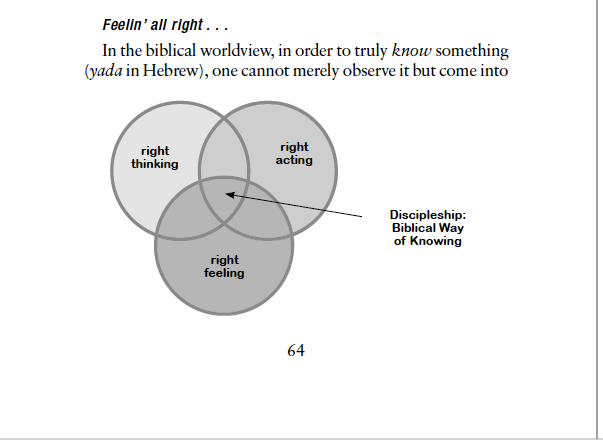 Feelin’ all right . . .
In the biblical worldview, in order to truly know something
(yada in Hebrew), one cannot merely observe it but come into
right
thinking
right
acting
Discipleship:
Biblical Way
of Knowing
right
feeling
64